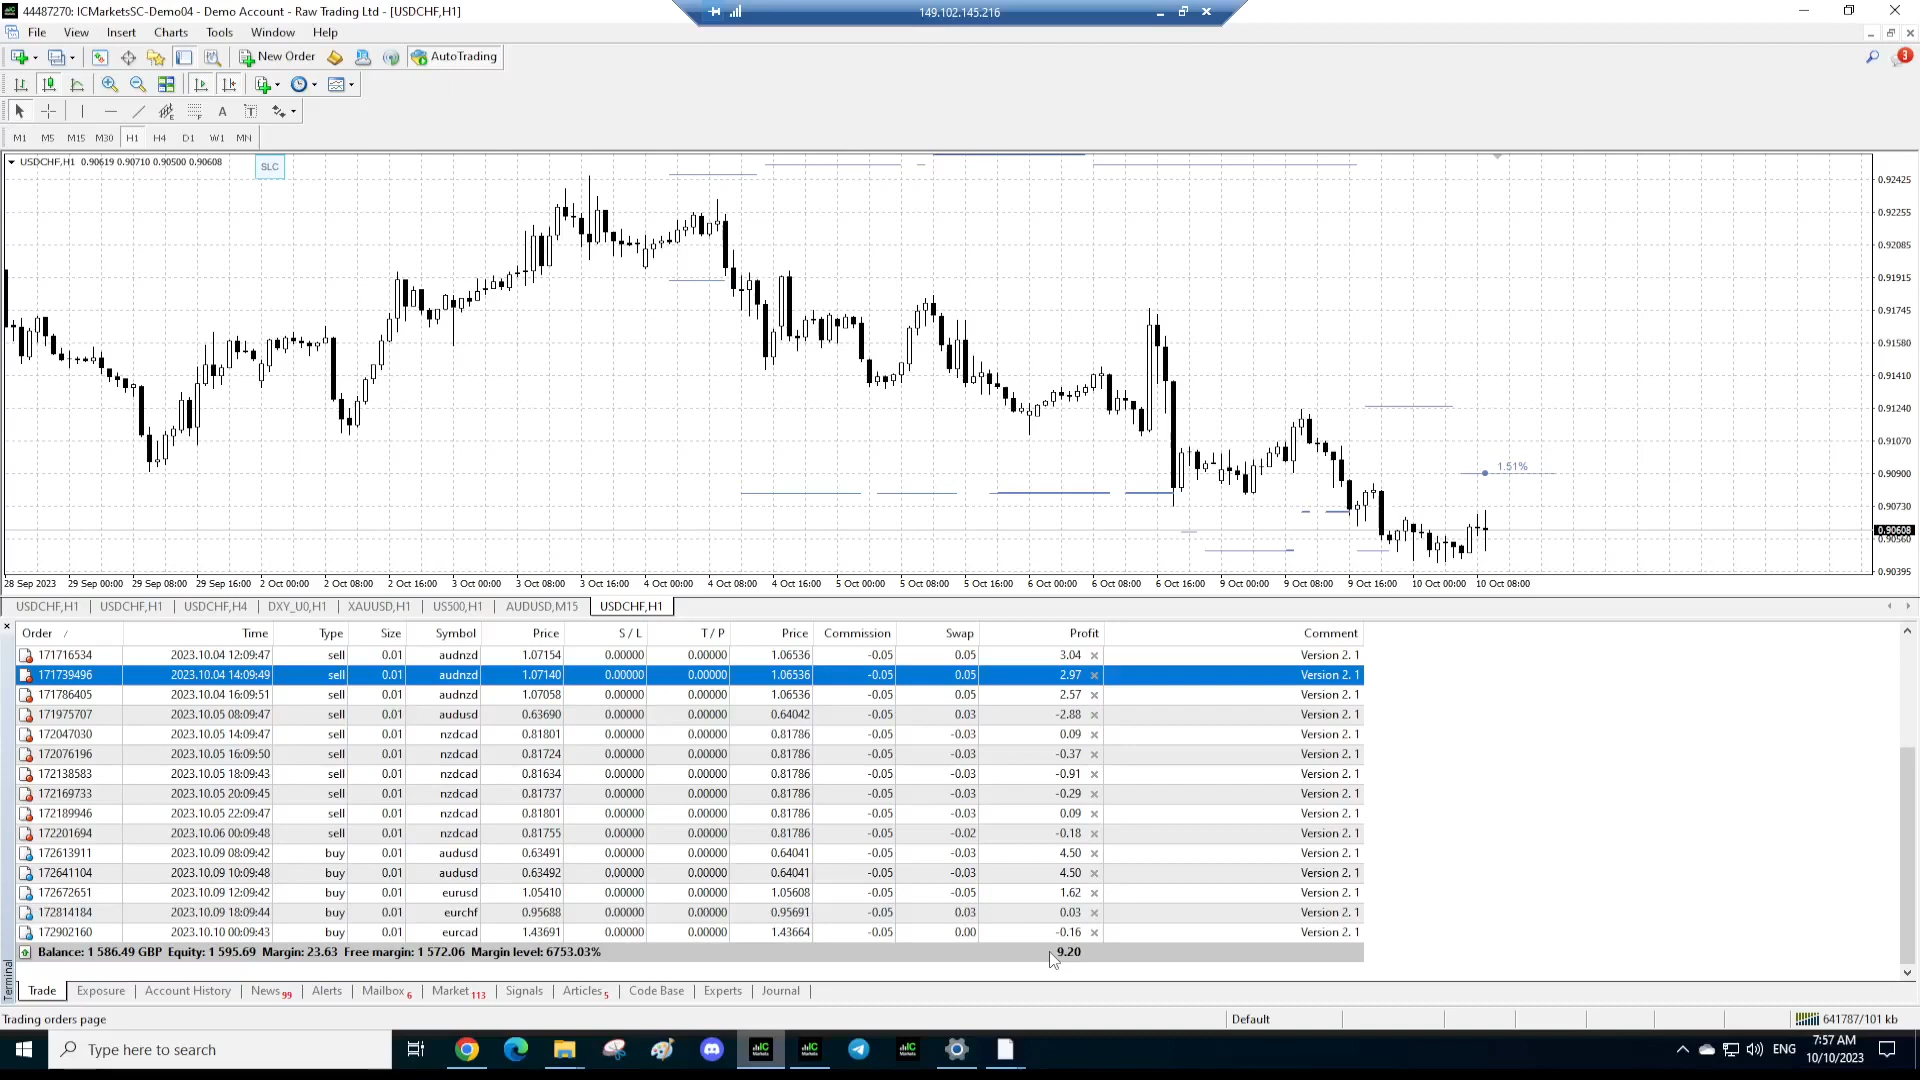 44487270: ICMarketsSC-Demo04 - Demo Account - Raw Trading Ltd - [USDCHF,H1]
149.102.145.216
File View Insert Charts Tools Window Help
New Order AutoTrading
3
A T
M1 M5 M15 M30 H1 H4 D1 W1 MN
USDCHF,H1 0.90619 0.90710 0.90500 0.90608
SLC
0.92425
0.92255
0.92085
0.91915
0.91745
0.91580
0.91410
0.91240
0.91070
1.51%
0.90900
0.90730
0.90608
0.90560
0.90395
28 Sep 2023 29 Sep 00:00 29 Sep 08:00 29 Sep 16:00 2 Oct 00:00 2 Oct 08:00 2 Oct 16:00 3 Oct 00:00 3 Oct 08:00 3 Oct 16:00 4 Oct 00:00 4 Oct 08:00 4 Oct 16:00 5 Oct 00:00 5 Oct 08:00 5 Oct 16:00 6 Oct 00:00 6 Oct 08:00 6 Oct 16:00 9 Oct 00:00 9 Oct 08:00 9 Oct 16:00 10 Oct 00:00 10 Oct 08:00
USDCHF,H1 USDCHF,H1 USDCHF,H4 DXY_U0,H1 XAUUSD,H1 US500,H1 AUDUSD,M15 USDCHF,H1
Order / Time Type Size Symbol Price S / L T / P Price Commission Swap Profit Comment
171716534 2023.10.04 12:09:47 sell 0.01 audnzd 1.07154 0.00000 0.00000 1.06536 -0.05 0.05 3.04 Version 2. 1
171739496 2023.10.04 14:09:49 sell 0.01 audnzd 1.07140 0.00000 0.00000 1.06536 -0.05 0.05 2.97 Version 2. 1
171786405 2023.10.04 16:09:51 sell 0.01 audnzd 1.07058 0.00000 0.00000 1.06536 -0.05 0.05 2.57 Version 2. 1
171975707 2023.10.05 08:09:47 sell 0.01 audusd 0.63690 0.00000 0.00000 0.64042 -0.05 0.03 -2.88 Version 2. 1
172047030 2023.10.05 14:09:47 sell 0.01 nzdcad 0.81801 0.00000 0.00000 0.81786 -0.05 -0.03 0.09 Version 2. 1
172076196 2023.10.05 16:09:50 sell 0.01 nzdcad 0.81724 0.00000 0.00000 0.81786 -0.05 -0.03 -0.37 Version 2. 1
172138583 2023.10.05 18:09:43 sell 0.01 nzdcad 0.81634 0.00000 0.00000 0.81786 -0.05 -0.03 -0.91 Version 2. 1
172169733 2023.10.05 20:09:45 sell 0.01 nzdcad 0.81737 0.00000 0.00000 0.81786 -0.05 -0.03 -0.29 Version 2. 1
172189946 2023.10.05 22:09:47 sell 0.01 nzdcad 0.81801 0.00000 0.00000 0.81786 -0.05 -0.03 0.09 Version 2. 1
172201694 2023.10.06 00:09:48 sell 0.01 nzdcad 0.81755 0.00000 0.00000 0.81786 -0.05 -0.02 -0.18 Version 2. 1
172613911 2023.10.09 08:09:42 buy 0.01 audusd 0.63491 0.00000 0.00000 0.64041 -0.05 -0.03 4.50 Version 2. 1
172641104 2023.10.09 10:09:48 buy 0.01 audusd 0.63492 0.00000 0.00000 0.64041 -0.05 -0.03 4.50 Version 2. 1
172672651 2023.10.09 12:09:42 buy 0.01 eurusd 1.05410 0.00000 0.00000 1.05608 -0.05 -0.05 1.62 Version 2. 1
172814184 2023.10.09 18:09:44 buy 0.01 eurchf 0.95688 0.00000 0.00000 0.95691 -0.05 0.03 0.03 Version 2. 1
172902160 2023.10.10 00:09:43 buy 0.01 eurcad 1.43691 0.00000 0.00000 1.43664 -0.05 0.00 -0.16 Version 2. 1
Balance: 1 586.49 GBP Equity: 1 595.69 Margin: 23.63 Free margin: 1 572.06 Margin level: 6753.03% 9.20
Terminal
Trade Exposure Account History News 99 Alerts Mailbox 6 Market 113 Signals Articles 5 Code Base Experts Journal
Trading orders page Default 641787/101 kb
Type here to search
ENG 7:57 AM
10/10/2023